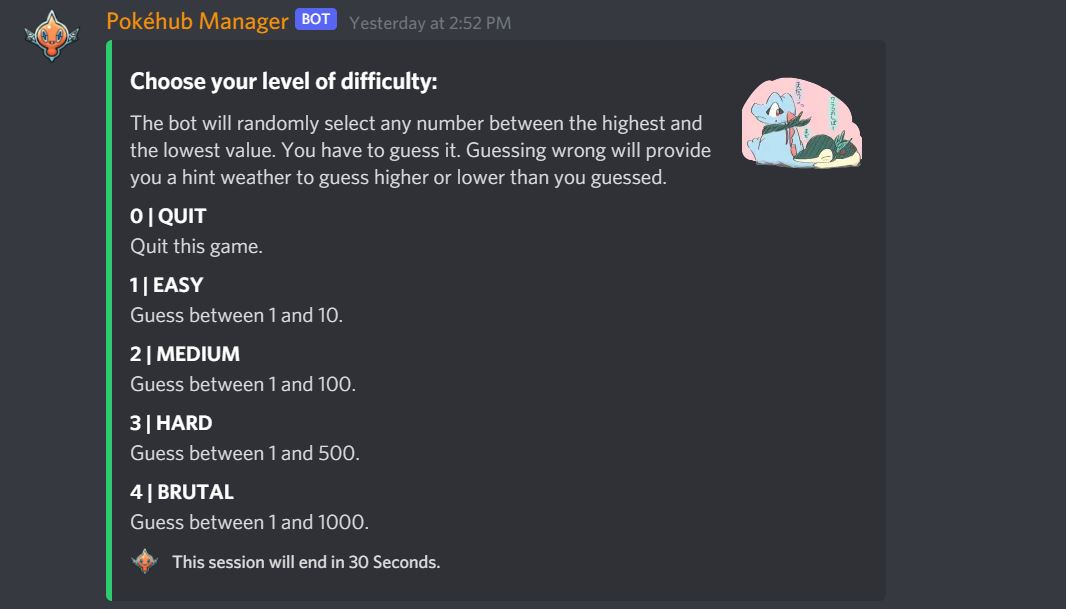 Pokéhub Manager BOT Yesterday at 2:52 PM
Choose your level of difficulty:
The bot will randomly select any number between the highest and
the lowest value. You have to guess it. Guessing wrong will provide
you a hint weather to guess higher or lower than you guessed.
0 | QUIT
Quit this game.
1 | EASY
Guess between 1 and 10.
2 | MEDIUM
Guess between 1 and 100.
3 | HARD
Guess between 1 and 500.
4 | BRUTAL
Guess between 1 and 1000.
This session will end in 30 Seconds.